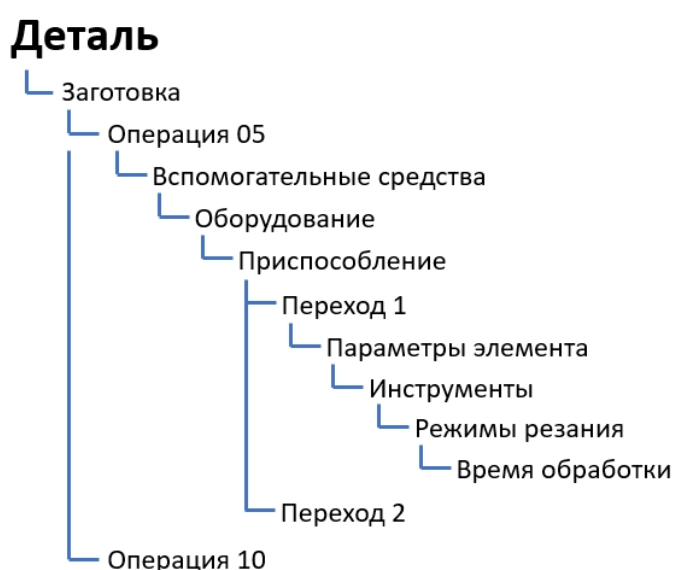 Деталь
Заготовка
Операция 05
Вспомогательные средства
Оборудование
Приспособление
Переход 1
Параметры элемента
Инструменты
Режимы резания
Время обработки
Переход 2
Операция 10